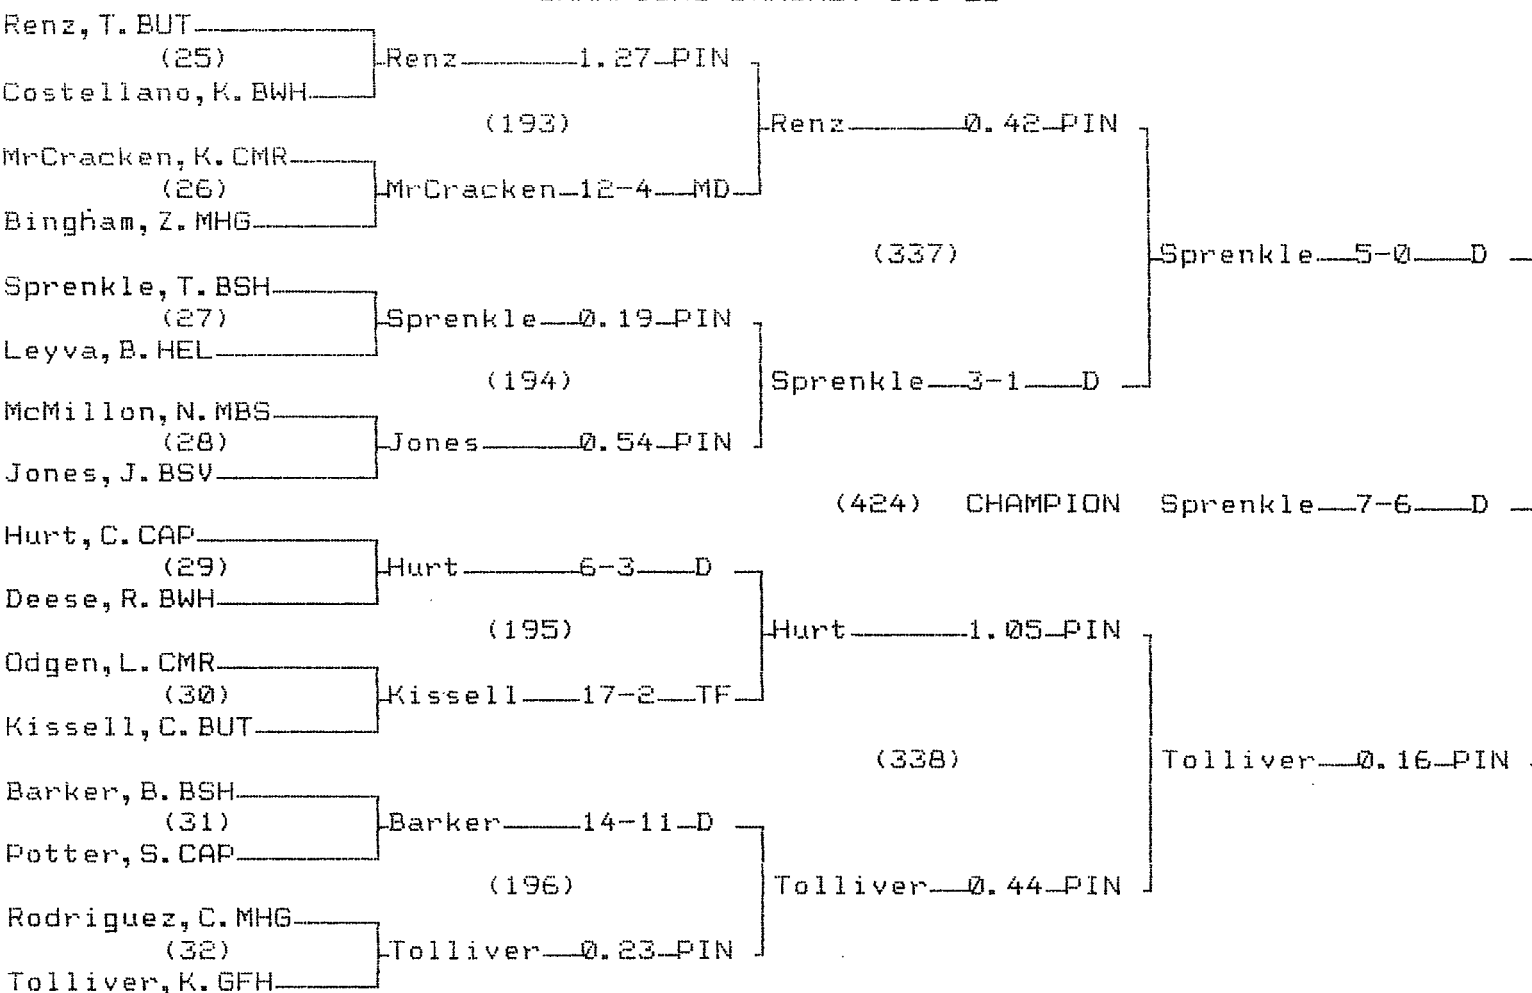 Renz, T. BUT
(25) Renz 1.27 PIN
Costellano, K. BWH
(193) Renz 0.42 PIN
MrCracken, K. CMR
(26) MrCracken 12-4 MD
Bingham, Z. MHG
(337) Sprenkle 5-0 D
Sprenkle, T. BSH
(27) Sprenkle 0.19 PIN
Leyva, B. HEL
(194) Sprenkle 3-1 D
McMillon, N. MBS
(28) Jones 0.54 PIN
Jones, J. BSV
(424) CHAMPION Sprenkle 7-6 D
Hurt, C. CAP
(29) Hurt 6-3 D
Deese, R. BWH
(195) Hurt 1.05 PIN
Odgen, L. CMR
(30) Kissell 17-2 TF
Kissell, C. BUT
(338) Tolliver 0.16 PIN
Barker, B. BSH
(31) Barker 14-11 D
Potter, S. CAP
(196) Tolliver 0.44 PIN
Rodriguez, C. MHG
(32) Tolliver 0.23 PIN
Tolliver, K. GFH